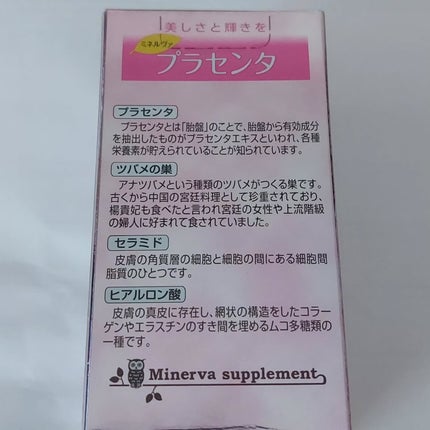 美しさと輝きを
ミネルヴァ
プラセンタ
プラセンタ
プラセンタとは「胎盤」のことで、胎盤から有効成分
を抽出したものがプラセンタエキスといわれ、各種
栄養素が貯えられていることが知られています。
ツバメの巣
アナツバメという種類のツバメがつくる巣です。
古くから中国の宮廷料理として珍重されており、
楊貴妃も食べたと言われ宮廷の女性や上流階級
の婦人に好まれて食されていました。
セラミド
皮膚の角質層の細胞と細胞の間にある細胞間
脂質のひとつです。
ヒアルロン酸
皮膚の真皮に存在し、網状の構造をしたコラー
ゲンやエラスチンのすき間を埋めるムコ多糖類の
一種です。
Minerva supplement